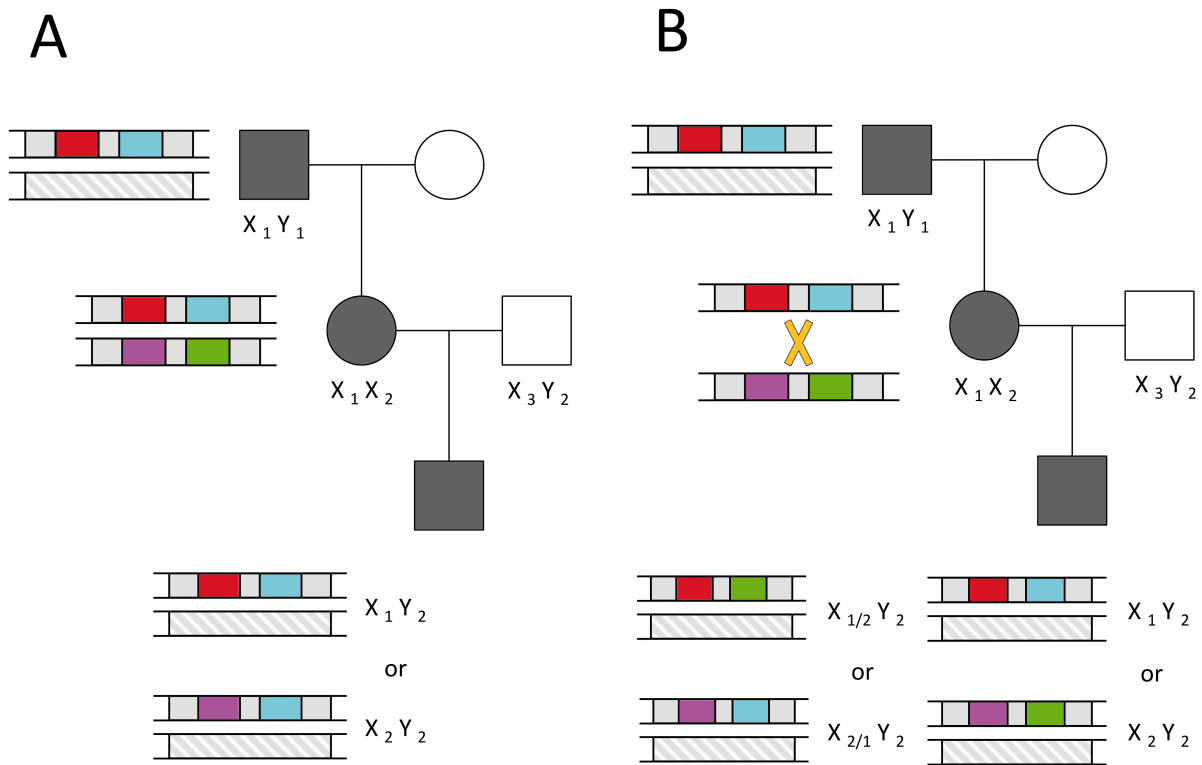 A
B
X 1 Y 1
X 1 Y 1
X 1 X 2
X 3 Y 2
X 1 X 2
X 3 Y 2
X 1 Y 2
or
X 2 Y 2
X 1/2 Y 2
or
X 2/1 Y 2
X 1 Y 2
or
X 2 Y 2